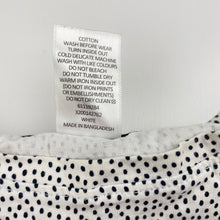 COTTON
WASH BEFORE WEAR
TURN INSIDE OUT
COLD DELICATE MACHINE
WASH WITH LIKE COLOURS
DO NOT BLEACH
DO NOT TUMBLE DRY
WARM IRON INSIDE OUT
(DO NOT IRON PRINT OR
EMBELLISHMENTS)
DO NOT DRY CLEAN
WHITE
MADE IN BANGLADESH